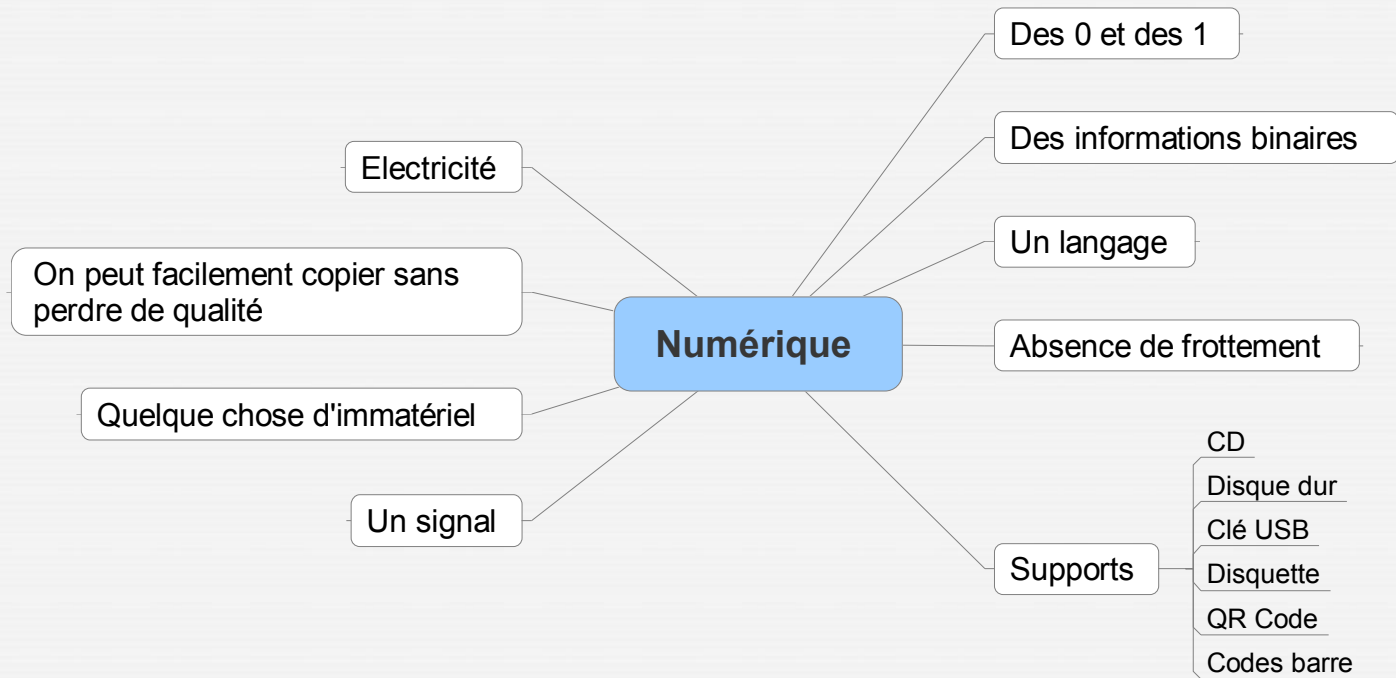 Numérique
Des 0 et des 1
Des informations binaires
Un langage
Absence de frottement
Supports
CD
Disque dur
Clé USB
Disquette
QR Code
Codes barre
Electricité
On peut facilement copier sans
perdre de qualité
Quelque chose d'immatériel
Un signal